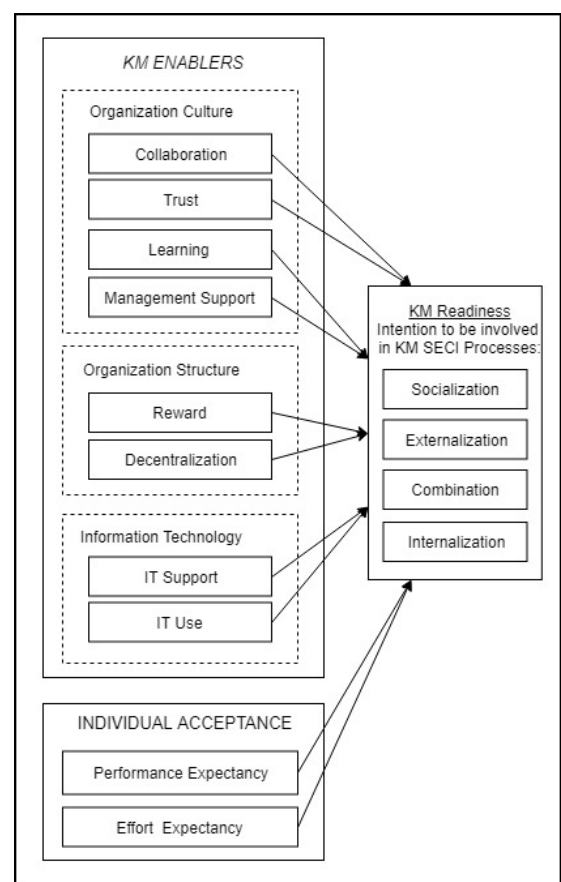 KM ENABLERS
Organization Culture
Collaboration
Trust
Learning
Management Support
Organization Structure
Reward
Decentralization
Information Technology
IT Support
IT Use
INDIVIDUAL ACCEPTANCE
Performance Expectancy
Effort Expectancy
KM Readiness
Intention to be involved
in KM SECI Processes:
Socialization
Externalization
Combination
Internalization